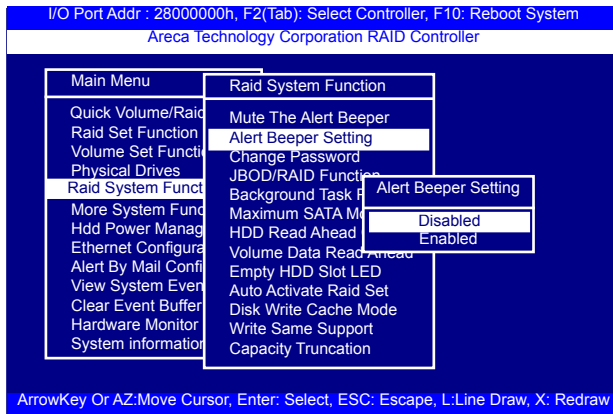 I/O Port Addr : 28000000h, F2(Tab): Select Controller, F10: Reboot System
Areca Technology Corporation RAID Controller
Main Menu
Quick Volume/Raid
Raid Set Function
Volume Set Functi
Physical Drives
Raid System Funct
More System Func
Hdd Power Manag
Ethernet Configura
Alert By Mail Confi
View System Even
Clear Event Buffer
Hardware Monitor
System information
Raid System Function
Mute The Alert Beeper
Alert Beeper Setting
Change Password
JBOD/RAID Function
Background Task P
Maximum SATA Mo
HDD Read Ahead
Volume Data Read Ahead
Empty HDD Slot LED
Auto Activate Raid Set
Disk Write Cache Mode
Write Same Support
Capacity Truncation
Alert Beeper Setting
Disabled
Enabled
ArrowKey Or AZ:Move Cursor, Enter: Select, ESC: Escape, L:Line Draw, X: Redraw